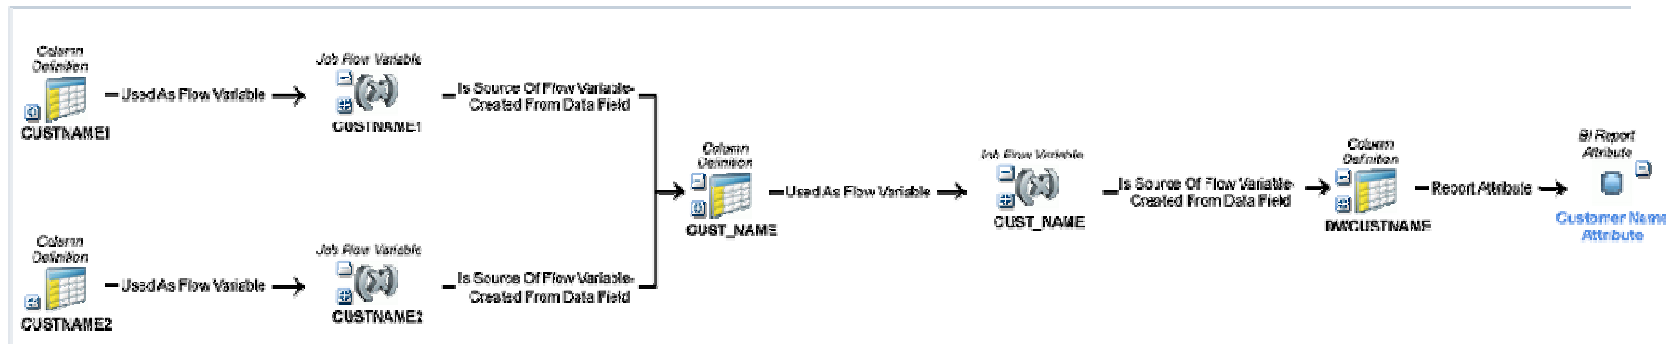 Column
Definition
CUSTNAME1
Used As Flow Variable
Job Flow Variable
CUSTNAME1
Is Source Of Flow Variable-
Created From Data Field
Column
Definition
CUSTNAME2
Used As Flow Variable
Job Flow Variable
CUSTNAME2
Is Source Of Flow Variable-
Created From Data Field
Column
Definition
CUST_NAME
Used As Flow Variable
Job Flow Variable
CUST_NAME
Is Source Of Flow Variable-
Created From Data Field
Column
Definition
DWCUSTNAME
Report Attribute
BI Report
Attribute
Customer Name
Attribute